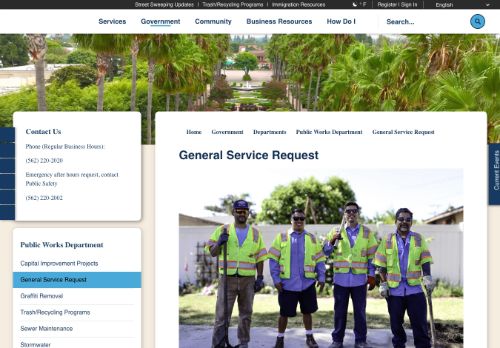 Street Sweeping Updates | Trash/Recycling Programs | Immigration Resources
° F
Register | Sign In
English
Services
Government
Community
Business Resources
How Do I
Search...
Contact Us
Phone (Regular Business Hours):
(562) 220-2020
Emergency after hours request, contact
Public Safety
(562) 220-2002
Public Works Department
Capital Improvement Projects
General Service Request
Graffiti Removal
Trash/Recycling Programs
Sewer Maintenance
Stormwater
Home Government Departments Public Works Department General Service Request
General Service Request
Current Events